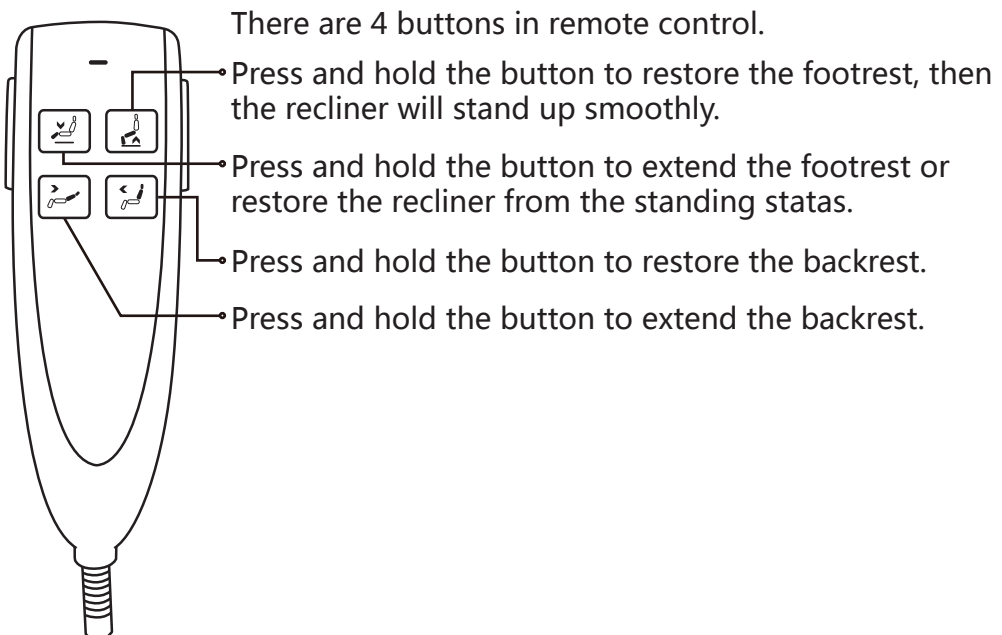 There are 4 buttons in remote control.
Press and hold the button to restore the footrest, then
the recliner will stand up smoothly.
Press and hold the button to extend the footrest or
restore the recliner from the standing statas.
Press and hold the button to restore the backrest.
Press and hold the button to extend the backrest.